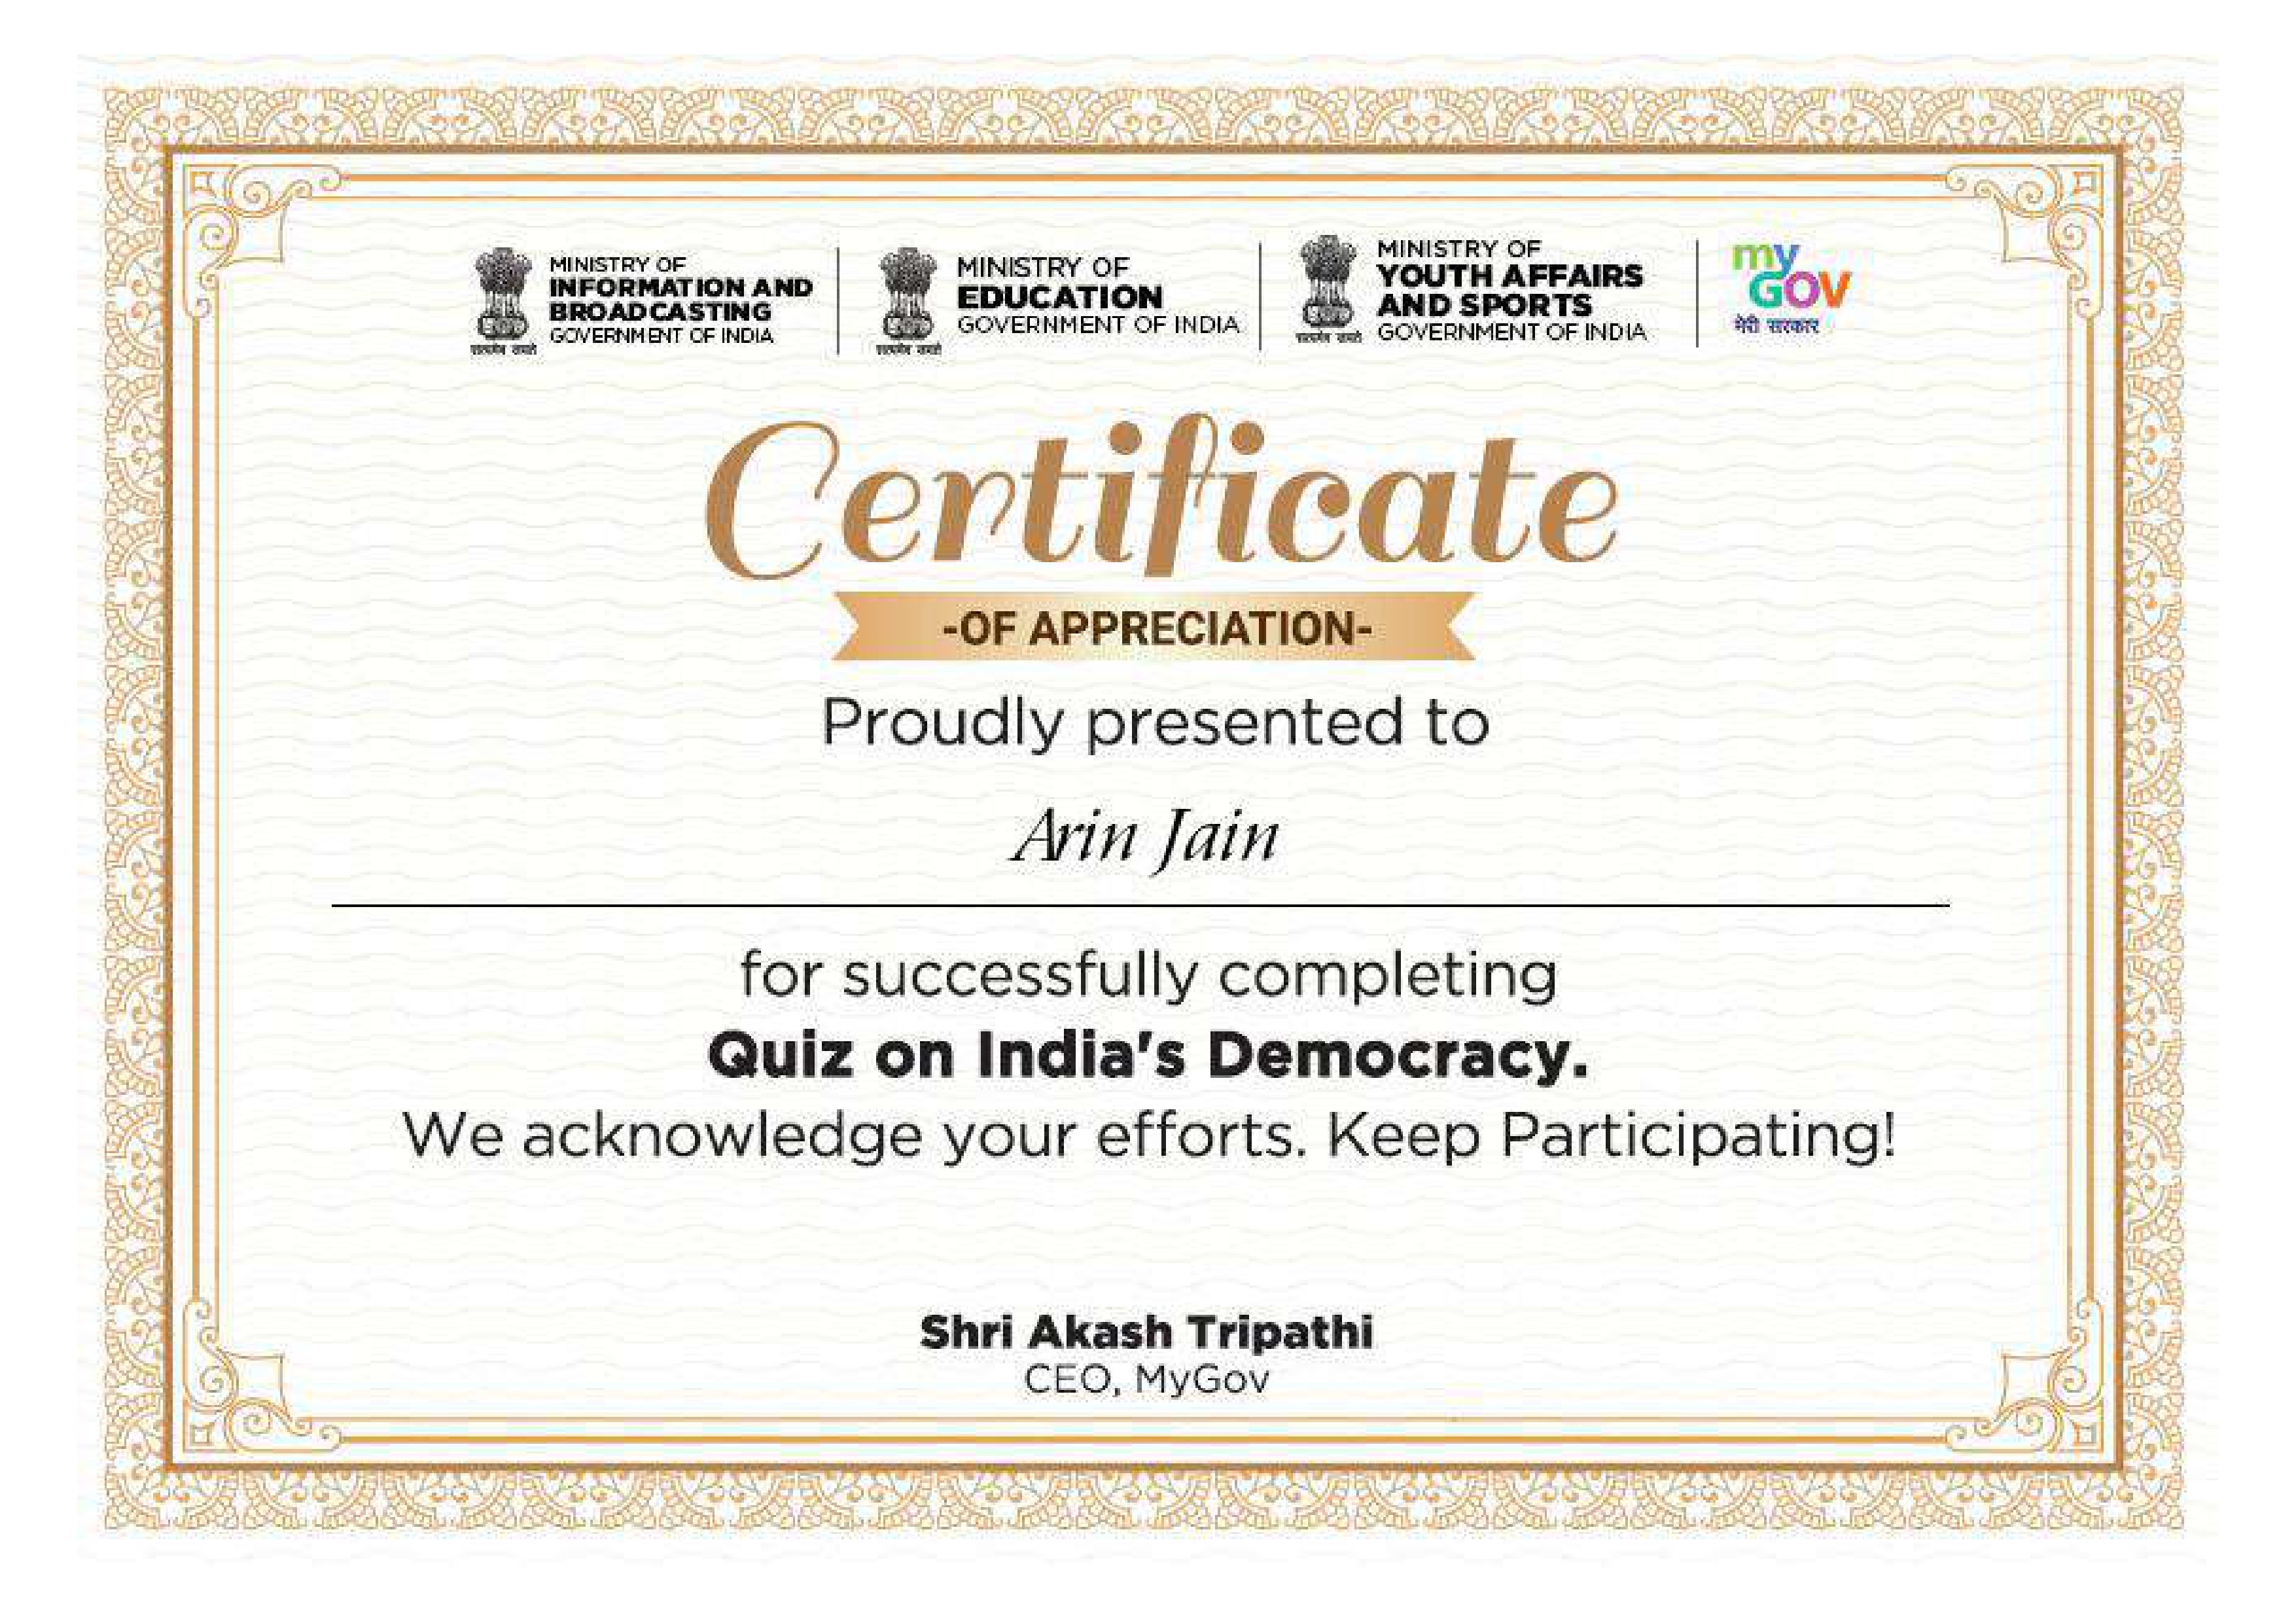 MINISTRY OF
INFORMATION AND
BROADCASTING
GOVERNMENT OF INDIA
सत्यमेव जयते
MINISTRY OF
EDUCATION
GOVERNMENT OF INDIA
सत्यमेव जयते
MINISTRY OF
YOUTH AFFAIRS
AND SPORTS
GOVERNMENT OF INDIA
सत्यमेव जयते
my
GOV
मेरी सरकार
Certificate
-OF APPRECIATION-
Proudly presented to
Arin Jain
for successfully completing
Quiz on India's Democracy.
We acknowledge your efforts. Keep Participating!
Shri Akash Tripathi
CEO, MyGov